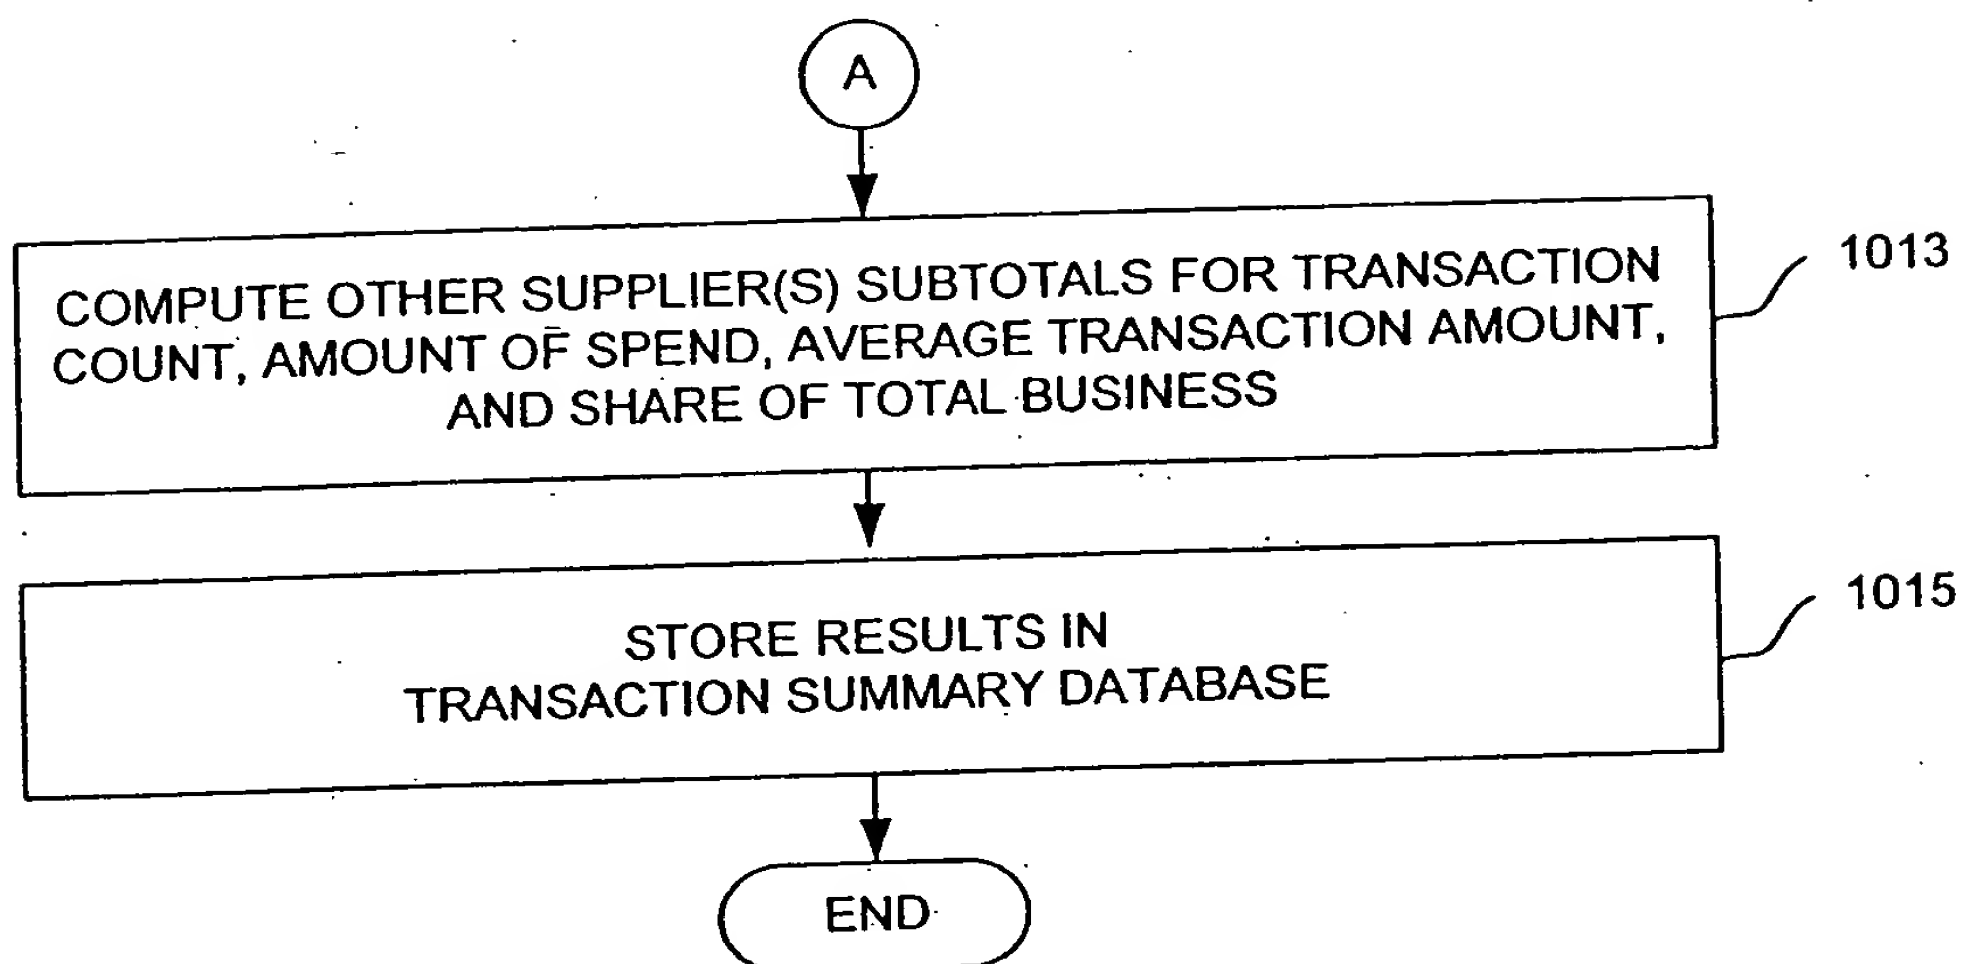 A
COMPUTE OTHER SUPPLIER(S) SUBTOTALS FOR TRANSACTION
COUNT, AMOUNT OF SPEND, AVERAGE TRANSACTION AMOUNT,
AND SHARE OF TOTAL BUSINESS
1013
STORE RESULTS IN
TRANSACTION SUMMARY DATABASE
1015
END